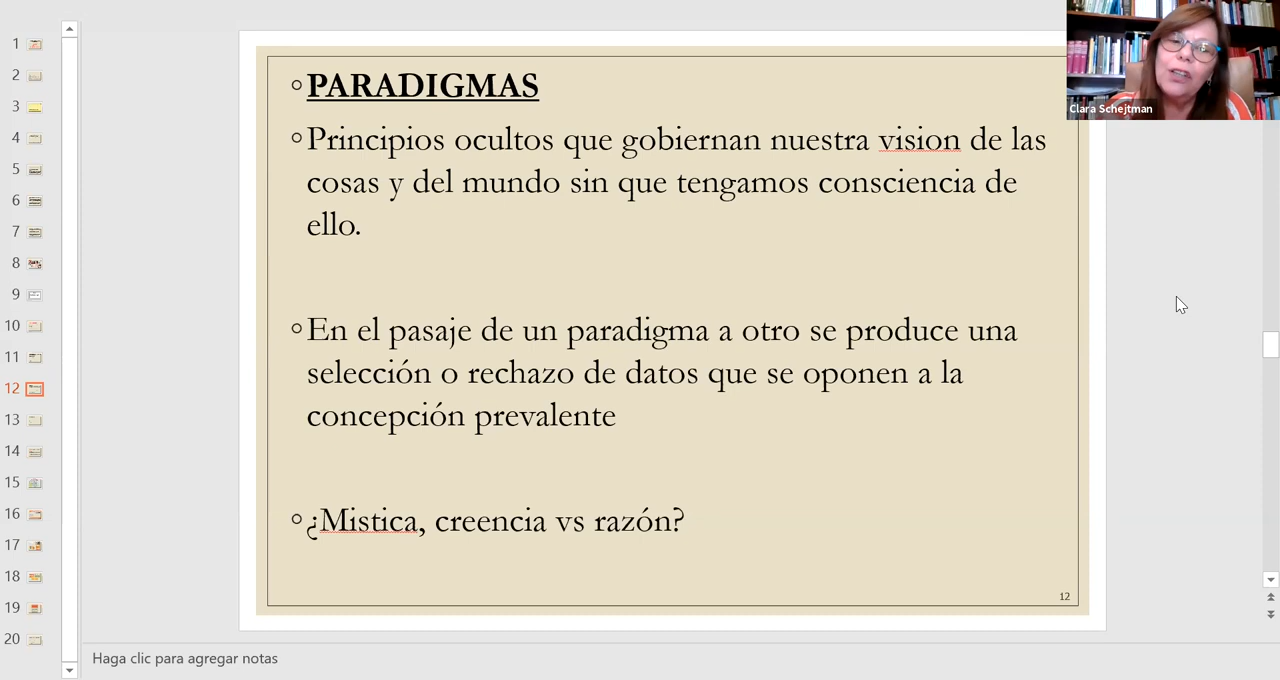 1
2
3
4
5
6
7
8
9
10
11
12
13
14
15
16
17
18
19
20
◦PARADIGMAS
◦Principios ocultos que gobiernan nuestra vision de las
cosas y del mundo sin que tengamos consciencia de
ello.
◦En el pasaje de un paradigma a otro se produce una
selección o rechazo de datos que se oponen a la
concepción prevalente
◦¿Mistica, creencia vs razón?
12
Clara Schejtman
Haga clic para agregar notas